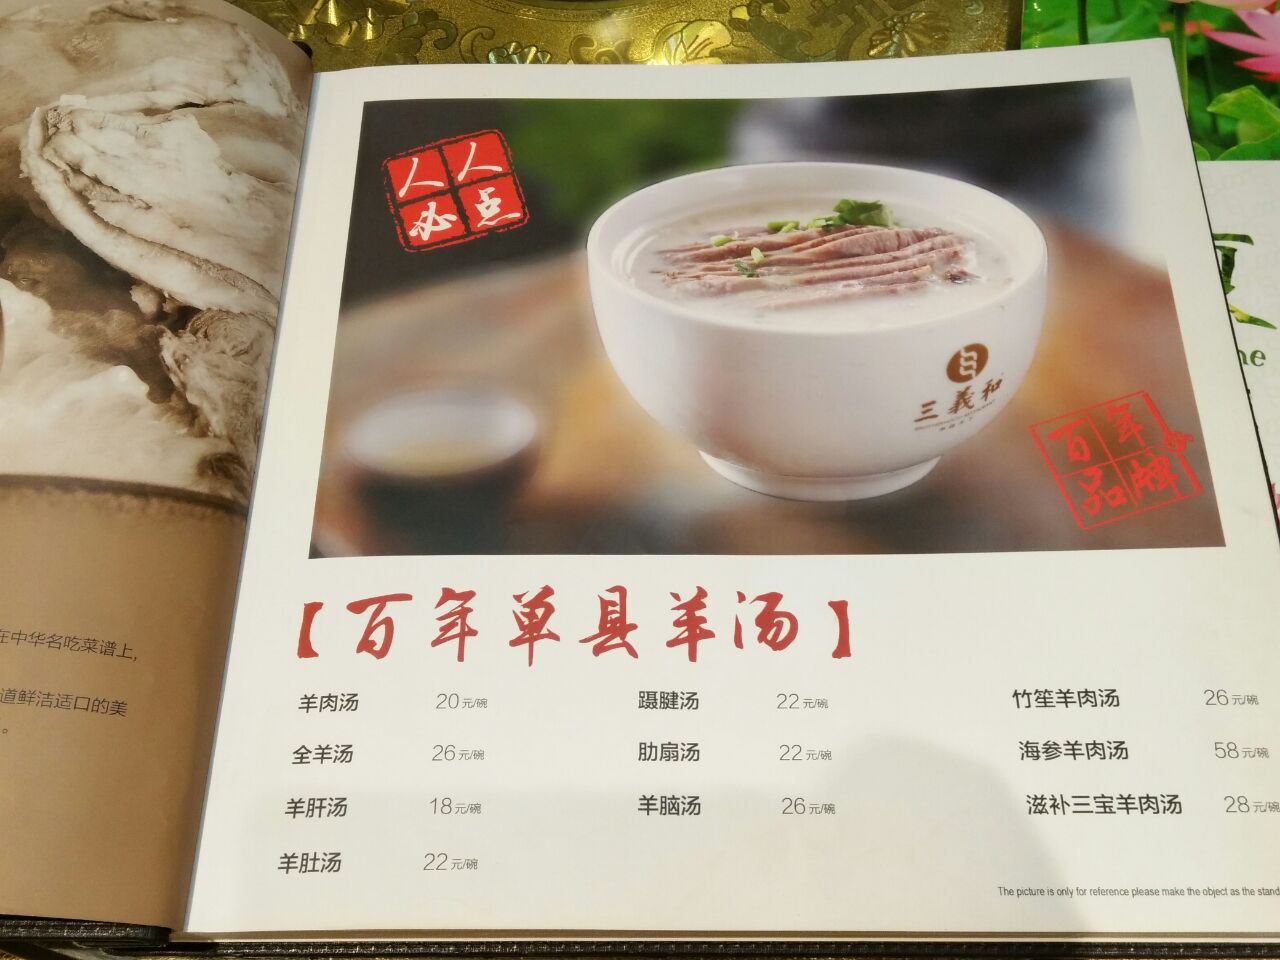 在中华名吃菜谱上,
道鲜洁适口的美
。
人人
必点
三義和
百年
品牌
【百年单县羊汤】
羊肉汤 20元/碗
全羊汤 26元/碗
羊肝汤 18元/碗
羊肚汤 22元/碗
蹑腱汤 22元/碗
肋扇汤 22元/碗
羊脑汤 26元/碗
竹笙羊肉汤 26元/碗
海参羊肉汤 58元/碗
滋补三宝羊肉汤 28元/碗
The picture is only for reference please make the object as the stand
he